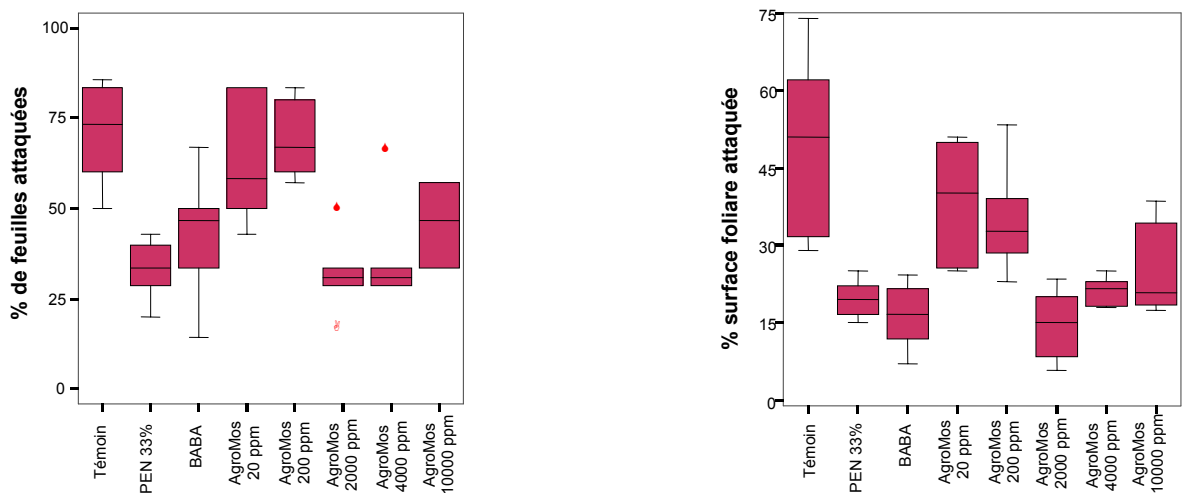 % de feuilles attaquées
100
75
50
25
0
Témoin
PEN 33%
BABA
AgroMos
20 ppm
AgroMos
200 ppm
AgroMos
2000 ppm
AgroMos
4000 ppm
AgroMos
10000 ppm
% surface foliare attaquée
75
60
45
30
15
0
Témoin
PEN 33%
BABA
AgroMos
20 ppm
AgroMos
200 ppm
AgroMos
2000 ppm
AgroMos
4000 ppm
AgroMos
10000 ppm